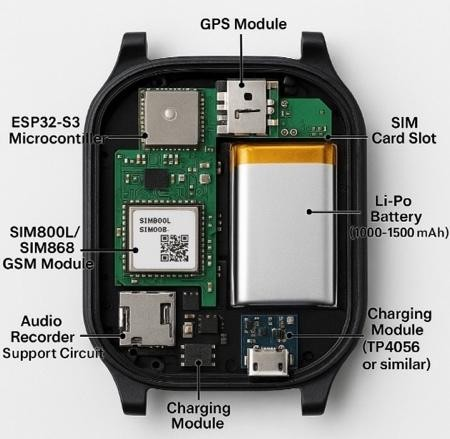 GPS Module
ESP32-S3
Microcontiller
SIM
Card Slot
Li-Po
Battery
(1000-1500 mAh)
SIM800L/
SIM868
GSM Module
SIM800L
SIM00B-
Audio
Recorder
Support Circuit
Charging
Module
(TP4056
or similar)
Charging
Module